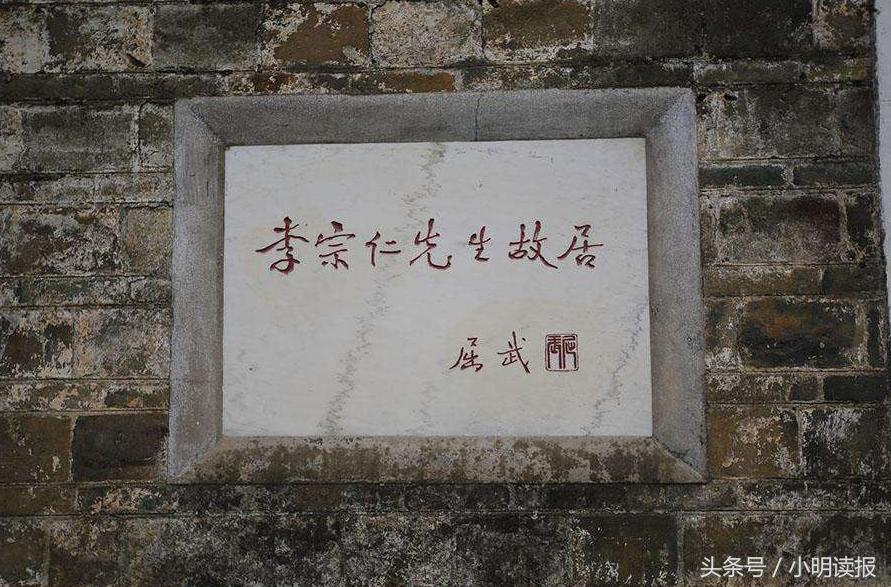 李宗仁先生故居
屈武
头条号 / 小明读报